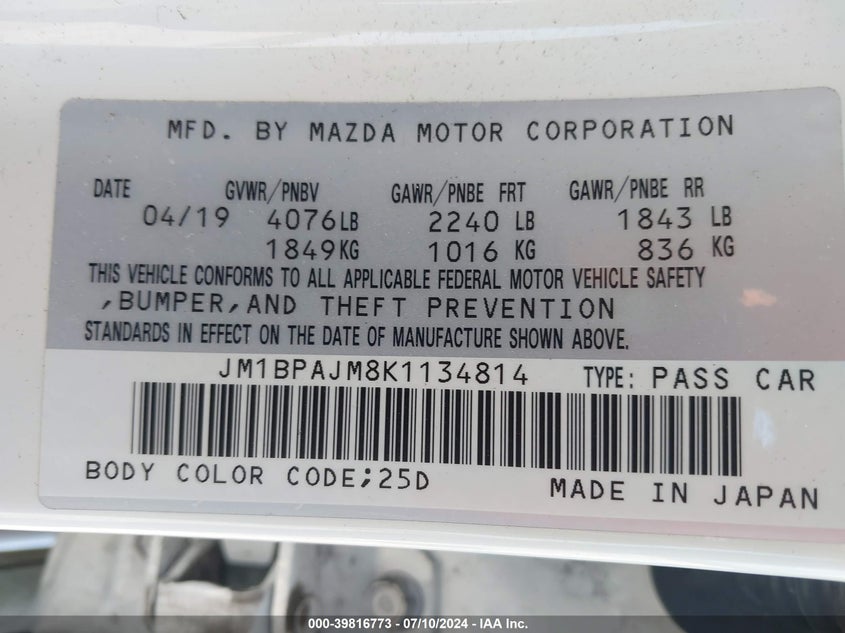 MFD. BY MAZDA MOTOR CORPORATION
DATE GVWR/PNBV GAWR/PNBE FRT GAWR/PNBE RR
04/19 4076LB 2240 LB 1843 LB
1849KG 1016 KG 836 KG
THIS VEHICLE CONFORMS TO ALL APPLICABLE FEDERAL MOTOR VEHICLE SAFETY
,BUMPER,AND THEFT PREVENTION
STANDARDS IN EFFECT ON THE DATE OF MANUFACTURE SHOWN ABOVE.
JM1BPAJM8K1134814 TYPE: PASS CAR
BODY COLOR CODE;25D
MADE IN JAPAN
000-39816773 - 07/10/2024 - IAA Inc.